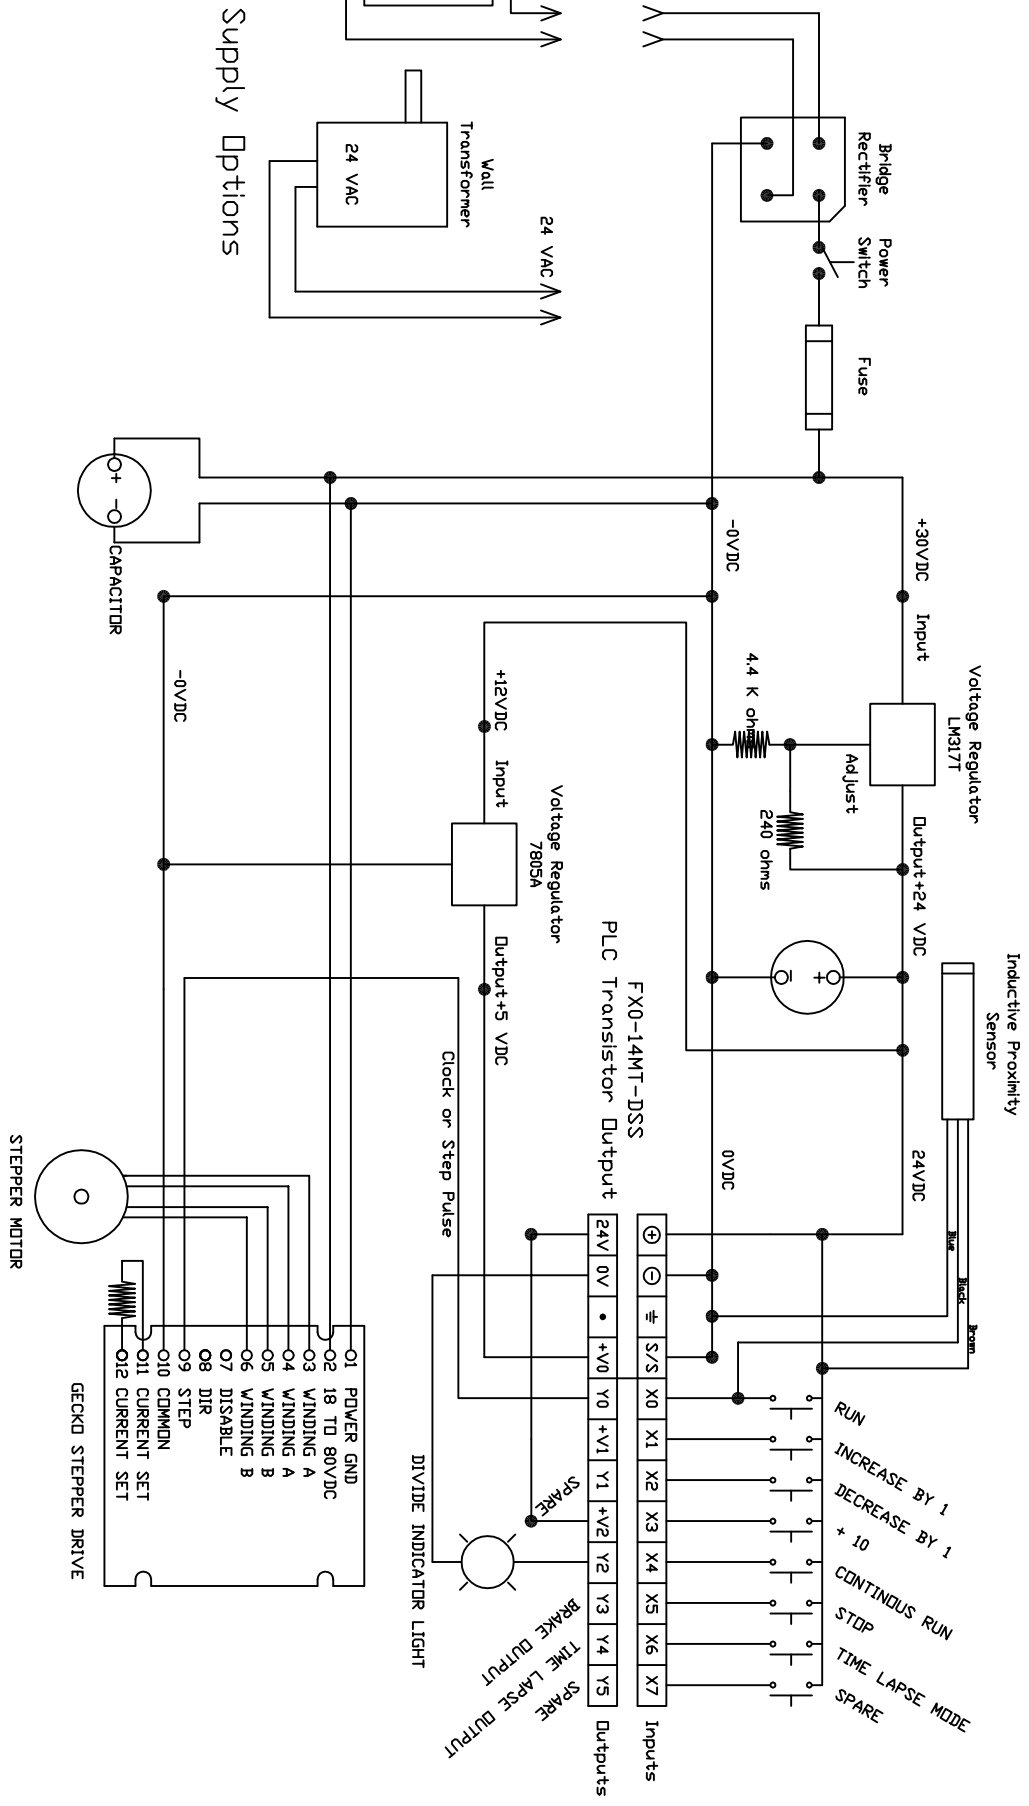 Supply Options
Wall
Transformer
24 VAC
24 VAC
Bridge
Rectifier
Power
Switch
Fuse
CAPACITOR
+30VDC
Input
-0VDC
-0VDC
Voltage Regulator
LM317T
4.4 K ohms
Adjust
240 ohms
Output+24 VDC
+12VDC
Input
Voltage Regulator
7805A
Output+5 VDC
Inductive Proximity
Sensor
Blue
Black
Brown
24VDC
0VDC
FX0-14MT-DSS
PLC Transistor Output
Clock or Step Pulse
+
-
+
-
S/S
X0
X1
X2
X3
X4
X5
X6
X7
Inputs
24V
0V
+V0
Y0
+V1
Y1
+V2
Y2
Y3
Y4
Y5
Outputs
RUN
INCREASE BY 1
DECREASE BY 1
+ 10
CONTINOUS RUN
STOP
TIME LAPSE MODE
SPARE
SPARE
BRAKE OUTPUT
TIME LAPSE OUTPUT
SPARE
DIVIDE INDICATOR LIGHT
STEPPER MOTOR
1 POWER GND
2 18 TO 80VDC
3 WINDING A
4 WINDING A
5 WINDING B
6 WINDING B
7 DISABLE
8 DIR
9 STEP
10 COMMON
11 CURRENT SET
12 CURRENT SET
GECKO STEPPER DRIVE